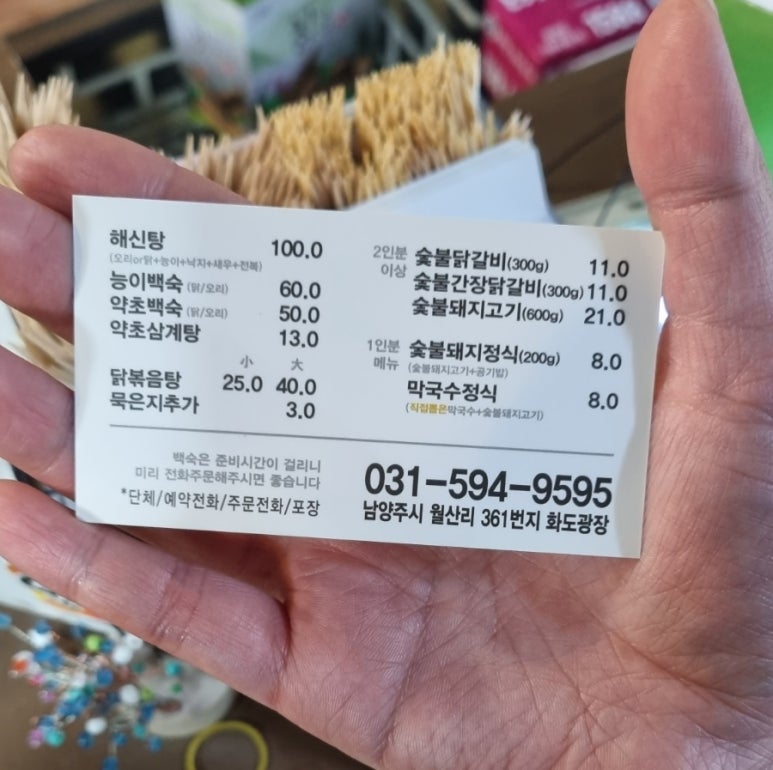 해신탕 100.0
(오리or닭+능이+낙지+새우+전복)
능이백숙 (닭/오리) 60.0
약초백숙 (닭/오리) 50.0
약초삼계탕 13.0
小 大
닭볶음탕 25.0 40.0
묵은지추가 3.0
백숙은 준비시간이 걸리니
미리 전화주문해주시면 좋습니다
*단체/예약전화/주문전화/포장
2인분 이상
숯불닭갈비(300g) 11.0
숯불간장닭갈비(300g) 11.0
숯불돼지고기(600g) 21.0
1인분 메뉴
숯불돼지정식(200g) 8.0
(숯불돼지고기+공기밥)
막국수정식 8.0
(직접뽑은막국수+숯불돼지고기)
031-594-9595
남양주시 월산리 361번지 화도광장